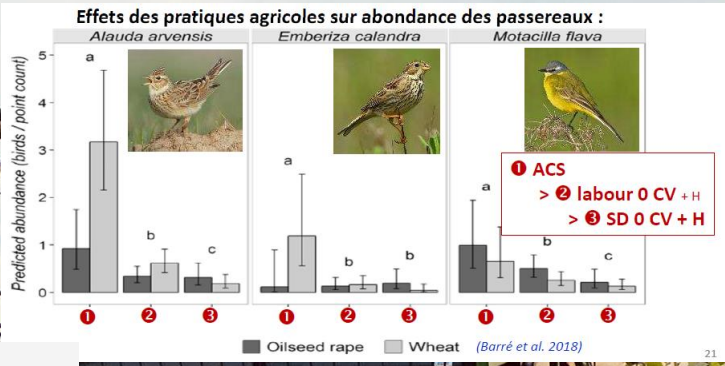 Effets des pratiques agricoles sur abondance des passereaux :
Alauda arvensis
Emberiza calandra
Motacilla flava
Predicted abundance (birds / point count)
5
4
3
2
1
0
a
b
c
a
b
b
a
b
c
❶ ACS
> ❷ labour 0 CV + H
> ❸ SD 0 CV + H
❶ ❷ ❸
❶ ❷ ❸
❶ ❷ ❸
Oilseed rape Wheat (Barré et al. 2018)
21